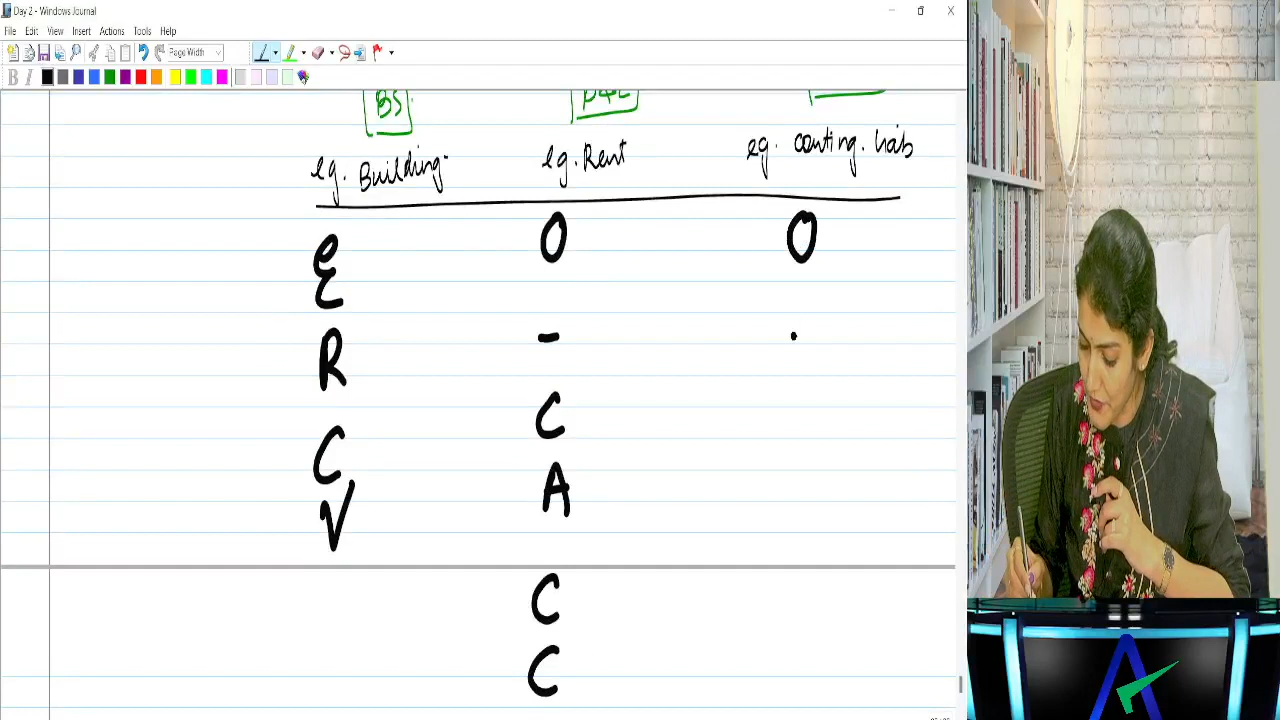 Day 2 - Windows Journal
File Edit View Insert Actions Tools Help
Page Width
B I
BS P&L
eg. Building eg. Rent eg. conting. liab
e O O
E
R - .
C C
V A
C
C